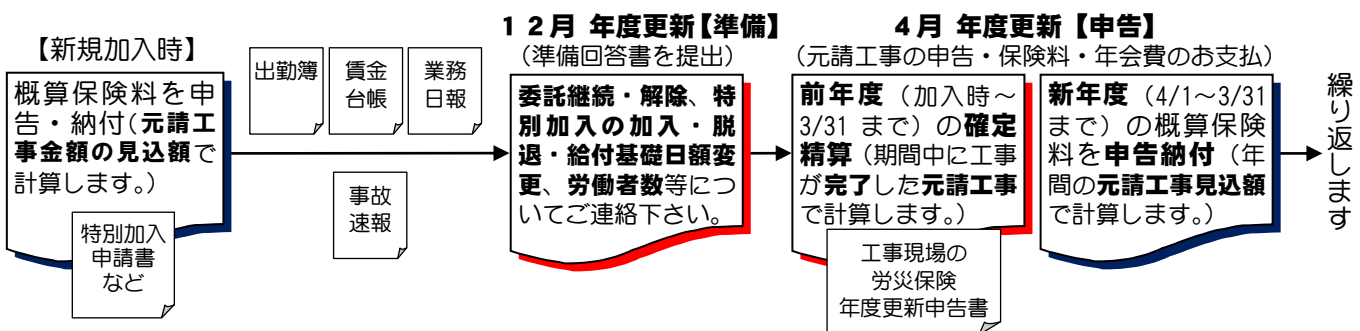 【新規加入時】
概算保険料を申
告・納付(元請工
事金額の見込額で
計算します。)
特別加入
申請書
など
出勤簿
賃金
台帳
業務
日報
事故
速報
12月 年度更新【準備】
(準備回答書を提出)
委託継続・解除、特
別加入の加入・脱
退・給付基礎日額変
更、労働者数等につ
いてご連絡下さい。
4月 年度更新【申告】
(元請工事の申告・保険料・年会費のお支払)
前年度(加入時~
3/31 まで)の確定
精算(期間中に工事
が完了した元請工事
で計算します。)
工事現場の
労災保険
年度更新申告書
新年度(4/1~3/31
まで)の概算保険
料を申告納付(年
間の元請工事見込額
で計算します。)
繰り返します